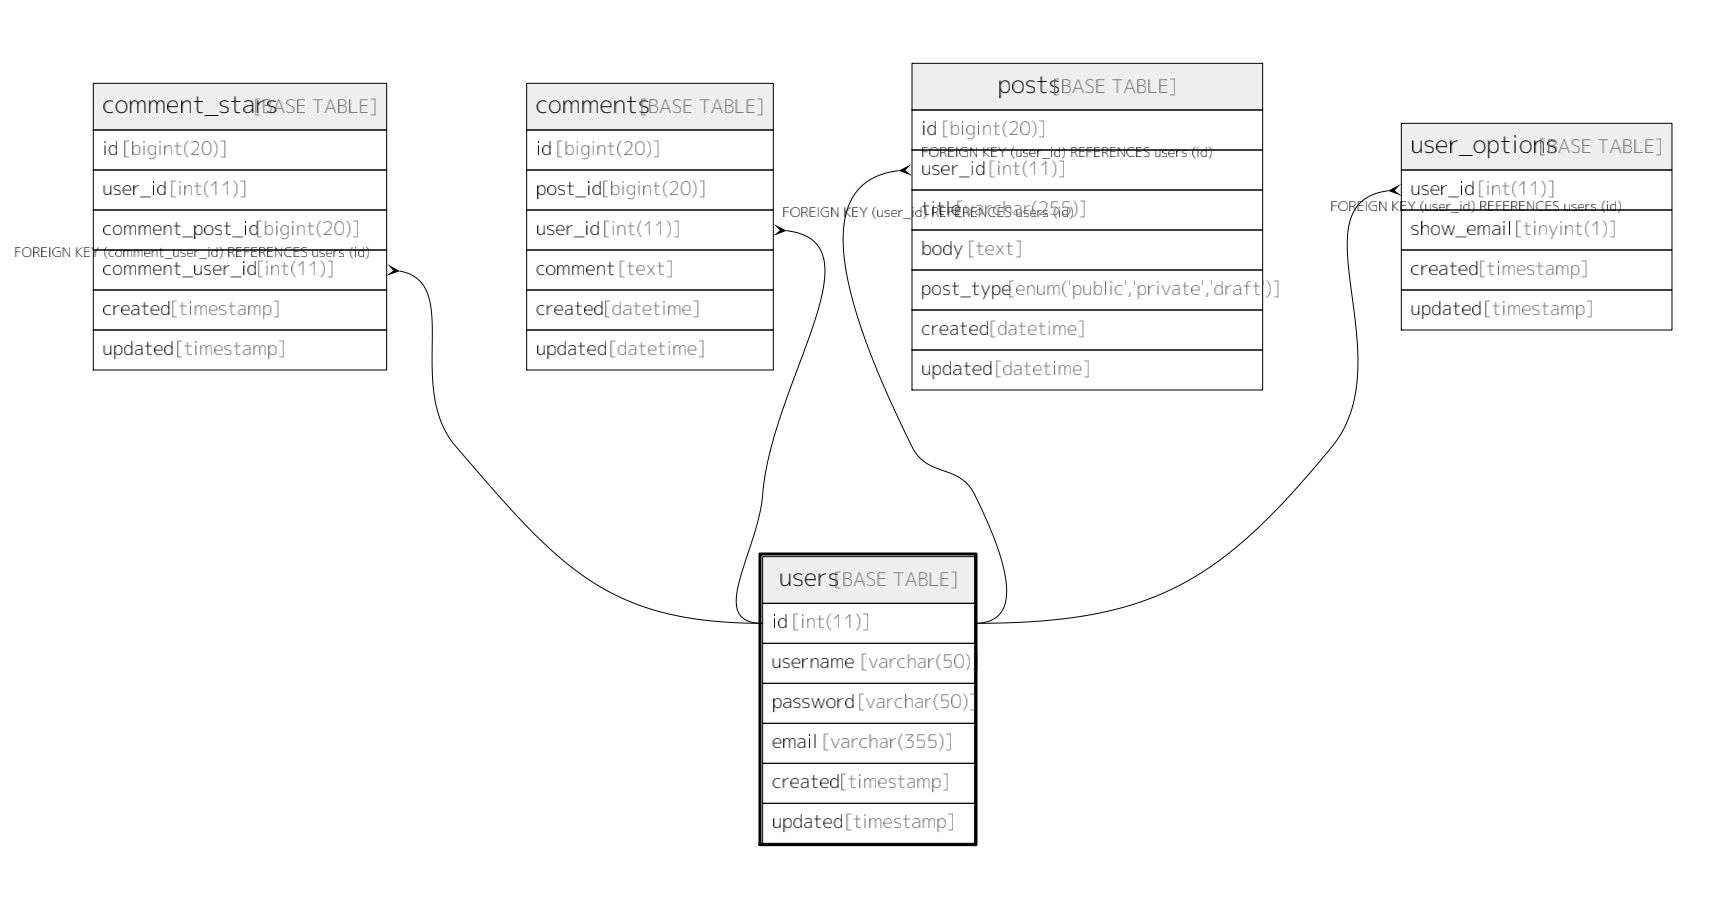 comment_stars [BASE TABLE]
id [bigint(20)]
user_id [int(11)]
comment_post_id [bigint(20)]
FOREIGN KEY (comment_user_id) REFERENCES users (id)
comment_user_id [int(11)]
created [timestamp]
updated [timestamp]
comments [BASE TABLE]
id [bigint(20)]
post_id [bigint(20)]
user_id [int(11)]
comment [text]
created [datetime]
updated [datetime]
FOREIGN KEY (user_id) REFERENCES users (id)
posts [BASE TABLE]
id [bigint(20)]
FOREIGN KEY (user_id) REFERENCES users (id)
user_id [int(11)]
title [varchar(255)]
body [text]
post_type [enum('public','private','draft')]
created [datetime]
updated [datetime]
user_options [BASE TABLE]
user_id [int(11)]
FOREIGN KEY (user_id) REFERENCES users (id)
show_email [tinyint(1)]
created [timestamp]
updated [timestamp]
users [BASE TABLE]
id [int(11)]
username [varchar(50)]
password [varchar(50)]
email [varchar(355)]
created [timestamp]
updated [timestamp]